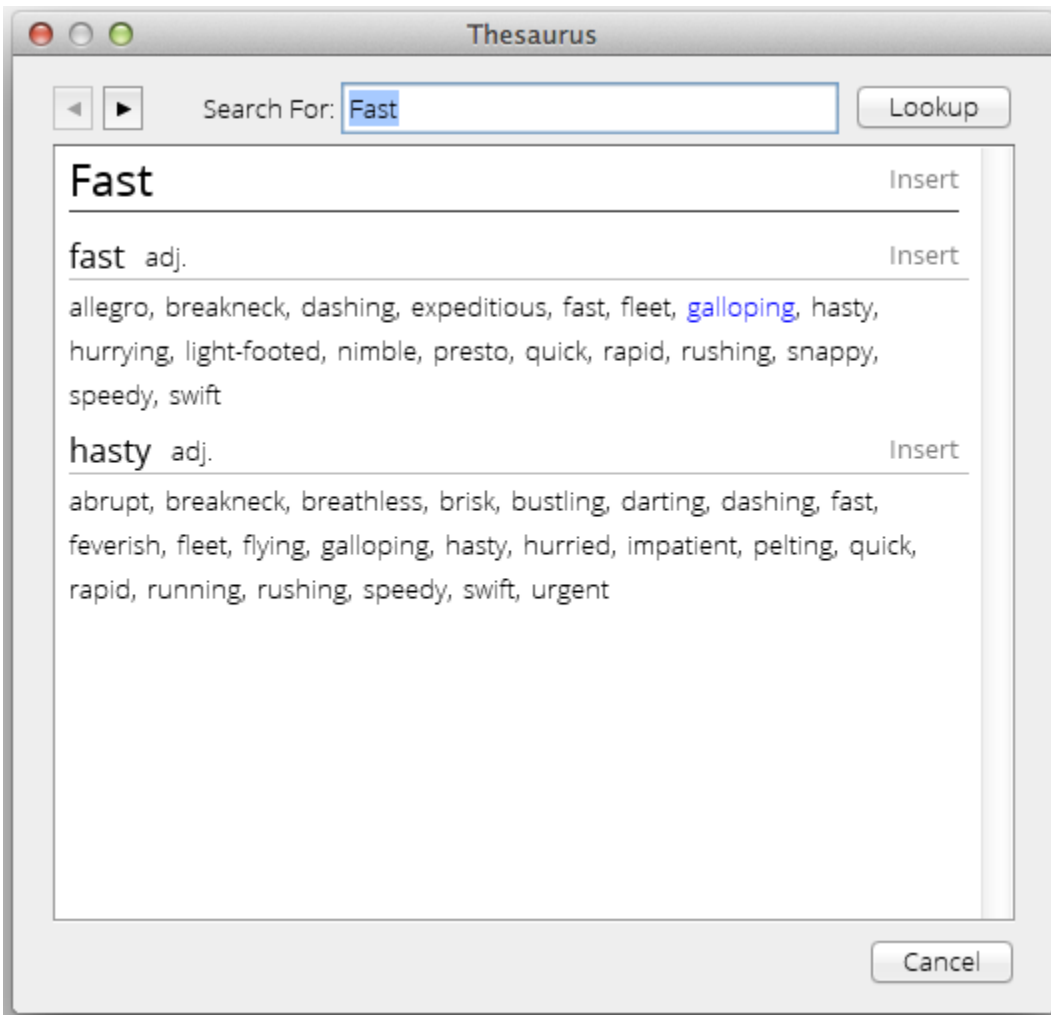 Thesaurus
Search For: Fast Lookup
Fast Insert
fast adj. Insert
allegro, breakneck, dashing, expeditious, fast, fleet, galloping, hasty,
hurrying, light-footed, nimble, presto, quick, rapid, rushing, snappy,
speedy, swift
hasty adj. Insert
abrupt, breakneck, breathless, brisk, bustling, darting, dashing, fast,
feverish, fleet, flying, galloping, hasty, hurried, impatient, pelting, quick,
rapid, running, rushing, speedy, swift, urgent
Cancel